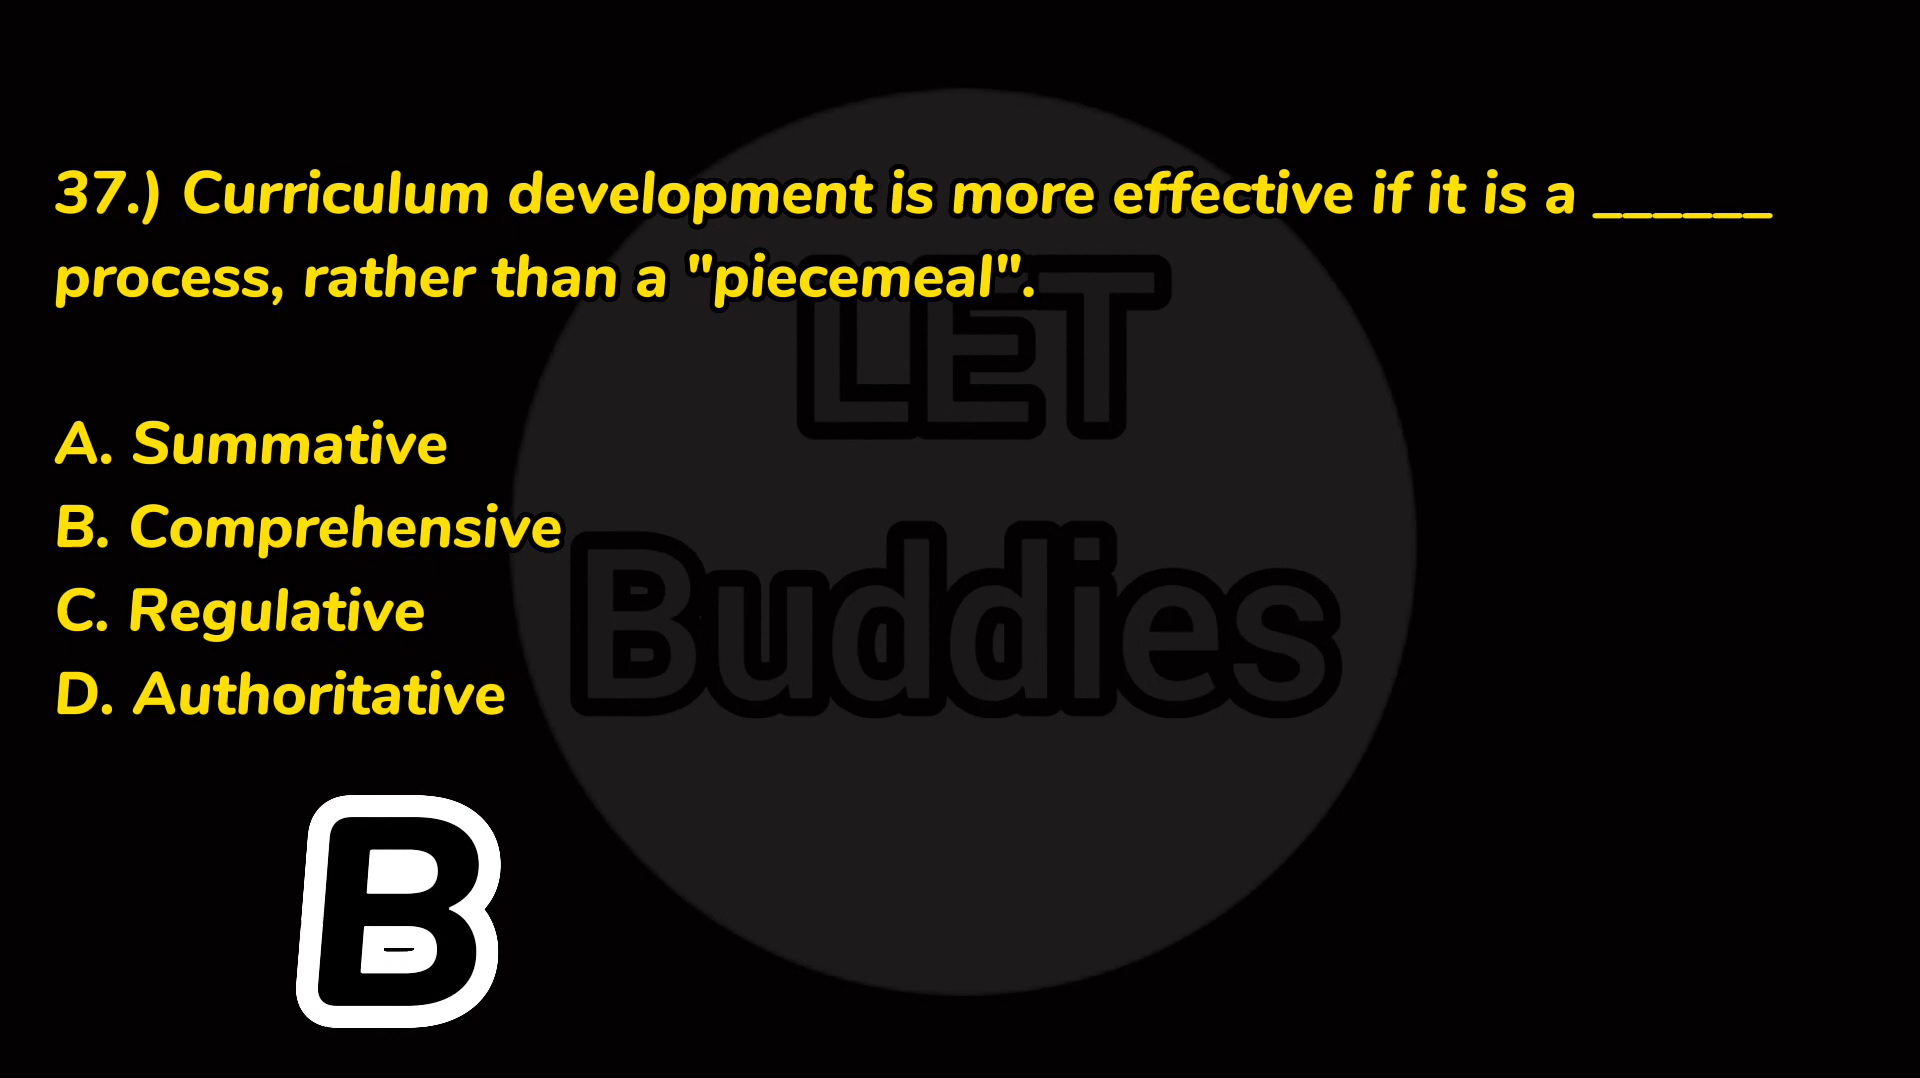 37.) Curriculum development is more effective if it is a ______
process, rather than a "piecemeal".
LET
A. Summative
B. Comprehensive
Buddies
C. Regulative
D. Authoritative
B